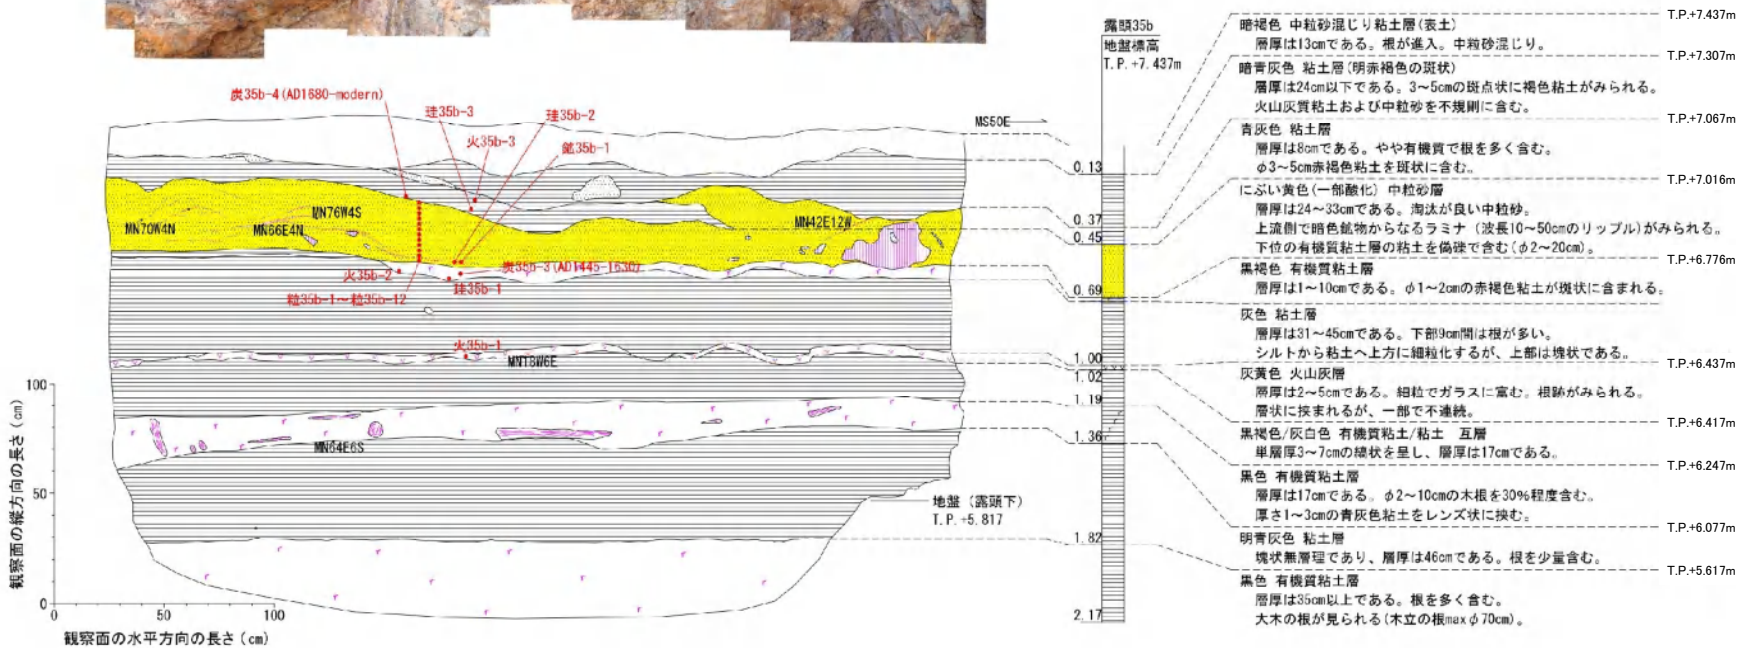 炭35b-4(AD1680-modern)
珪35b-3
珪35b-2
火35b-3
鉱35b-1
MS50E
MN76W4S
MN70W4N
MN66E4N
MN42E12W
火35b-2
炭35b-3(AD1445-1630)
珪35b-1
粒35b-1~粒35b-12
火35b-1
MN18W6E
MN64E6S
地盤（露頭下）
T.P.+5.817
観察面の縦方向の長さ(cm)
100
50
0
0
50
100
観察面の水平方向の長さ(cm)
露頭35b
地盤標高
T.P.+7.437m
0.13
0.37
0.45
0.69
1.00
1.02
1.19
1.36
1.82
2.17
暗褐色 中粒砂混じり粘土層(表土)
層厚は13cmである。根が進入。中粒砂混じり。
暗青灰色 粘土層(明赤褐色の斑状)
層厚は24cm以下である。3~5cmの斑点状に褐色粘土がみられる。
火山灰質粘土および中粒砂を不規則に含む。
青灰色 粘土層
層厚は8cmである。やや有機質で根を多く含む。
φ3~5cm赤褐色粘土を斑状に含む。
にぶい黄色(一部酸化) 中粒砂層
層厚は24~33cmである。淘汰が良い中粒砂。
上流側で暗色鉱物からなるラミナ（波長10~50cmのリップル)がみられる。
下位の有機質粘土層の粘土を偽礫で含む(φ2~20cm)。
黒褐色 有機質粘土層
層厚は1~10cmである。φ1~2cmの赤褐色粘土が斑状に含まれる。
灰色 粘土層
層厚は31~45cmである。下部9cm間は根が多い。
シルトから粘土へ上方に細粒化するが、上部は塊状である。
灰黄色 火山灰層
層厚は2~5cmである。細粒でガラスに富む。根跡がみられる。
層状に挟まれるが、一部で不連続。
黒褐色/灰白色 有機質粘土/粘土 互層
単層厚3~7cmの縞状を呈し、層厚は17cmである。
黒色 有機質粘土層
層厚は17cmである。φ2~10cmの木根を30%程度含む。
厚さ1~3cmの青灰色粘土をレンズ状に挟む。
明青灰色 粘土層
塊状無層理であり、層厚は46cmである。根を少量含む。
黒色 有機質粘土層
層厚は35cm以上である。根を多く含む。
大木の根が見られる(木立の根maxφ70cm)。
T.P.+7.437m
T.P.+7.307m
T.P.+7.067m
T.P.+7.016m
T.P.+6.776m
T.P.+6.437m
T.P.+6.417m
T.P.+6.247m
T.P.+6.077m
T.P.+5.617m